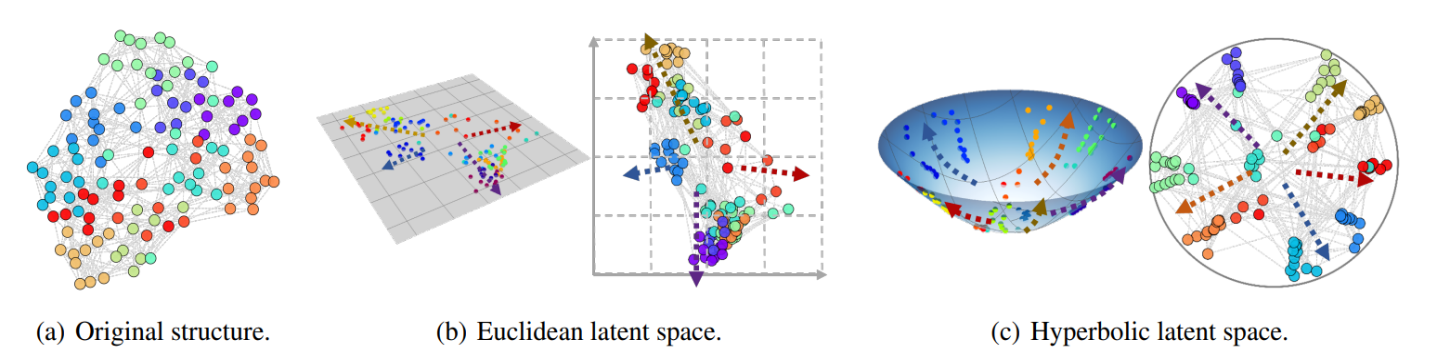 (a) Original structure.
(b) Euclidean latent space.
(c) Hyperbolic latent space.